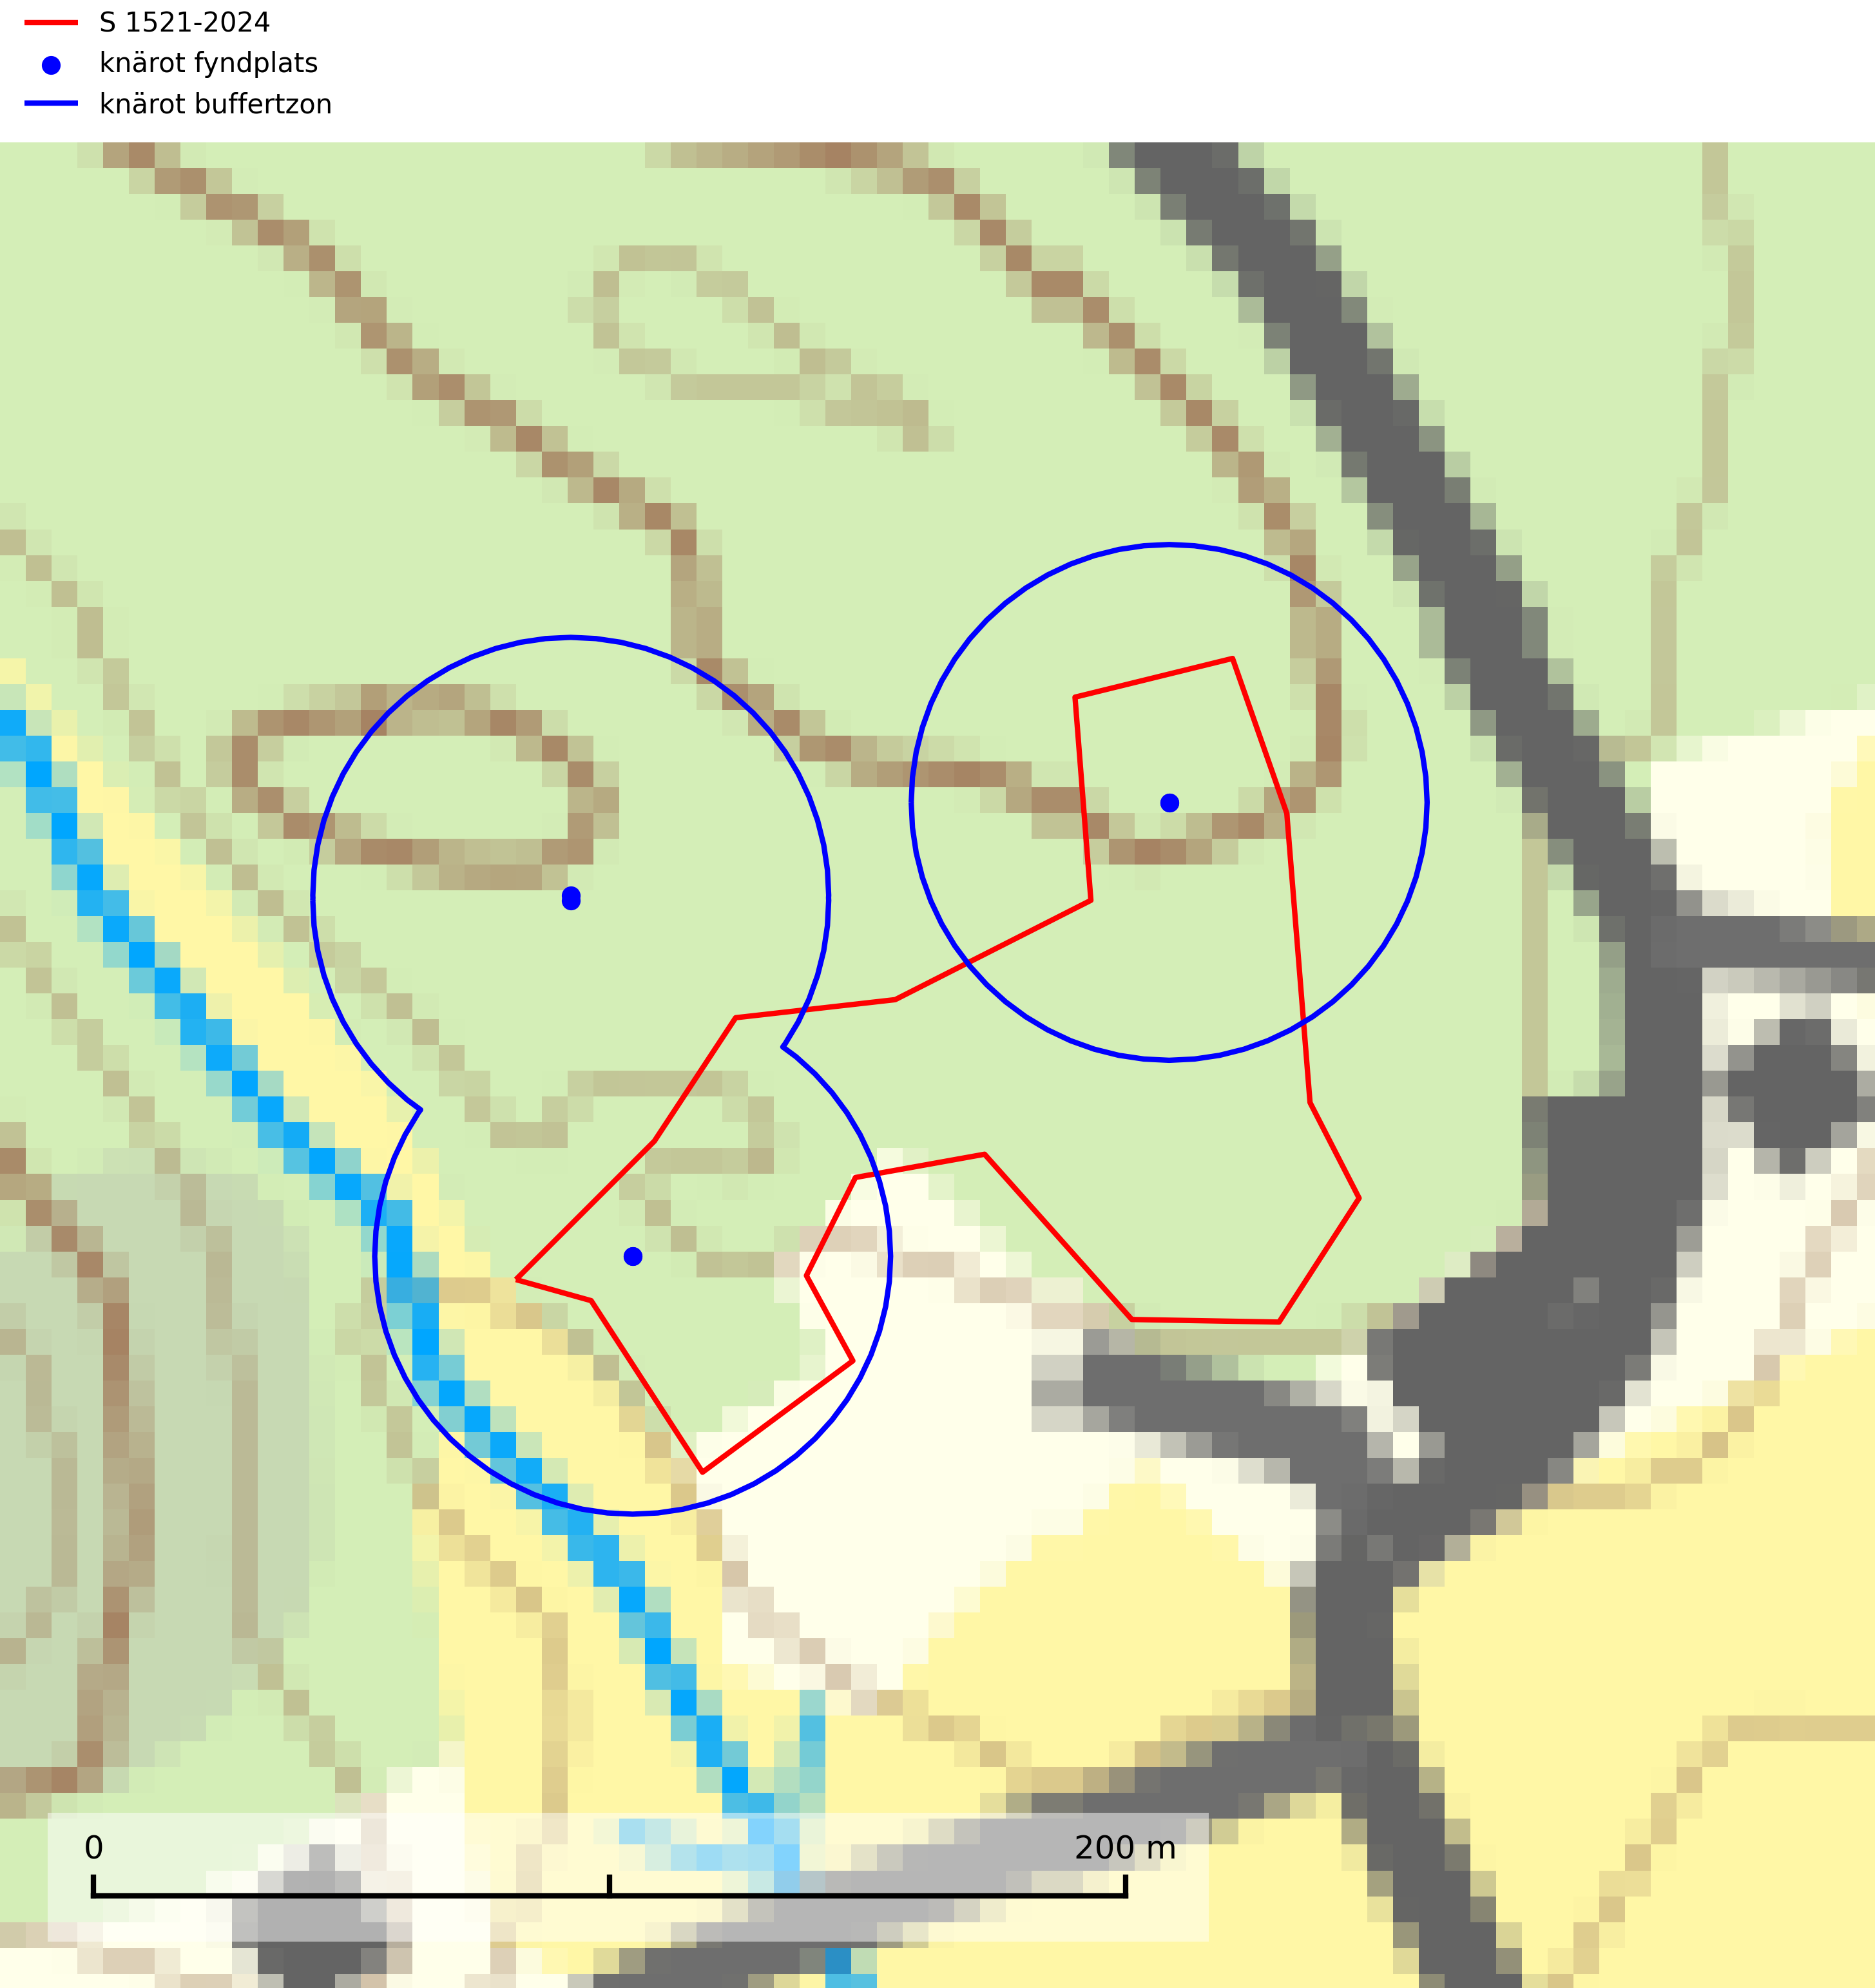 S 1521-2024
knärot fyndplats
knärot buffertzon
0
200 m